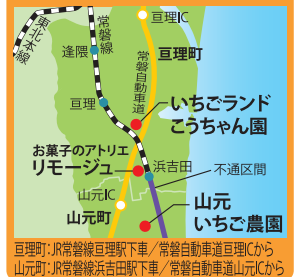 東北本線
常磐線
亘理IC
逢隈
亘理町
常磐自動車道
亘理
いちごランド
こうちゃん園
お菓子のアトリエ
リモージュ
浜吉田
不通区間
山元IC
山元町
山元
いちご農園
亘理町:JR常磐線亘理駅下車/常磐自動車道亘理ICから
山元町:JR常磐線浜吉田駅下車/常磐自動車道山元ICから